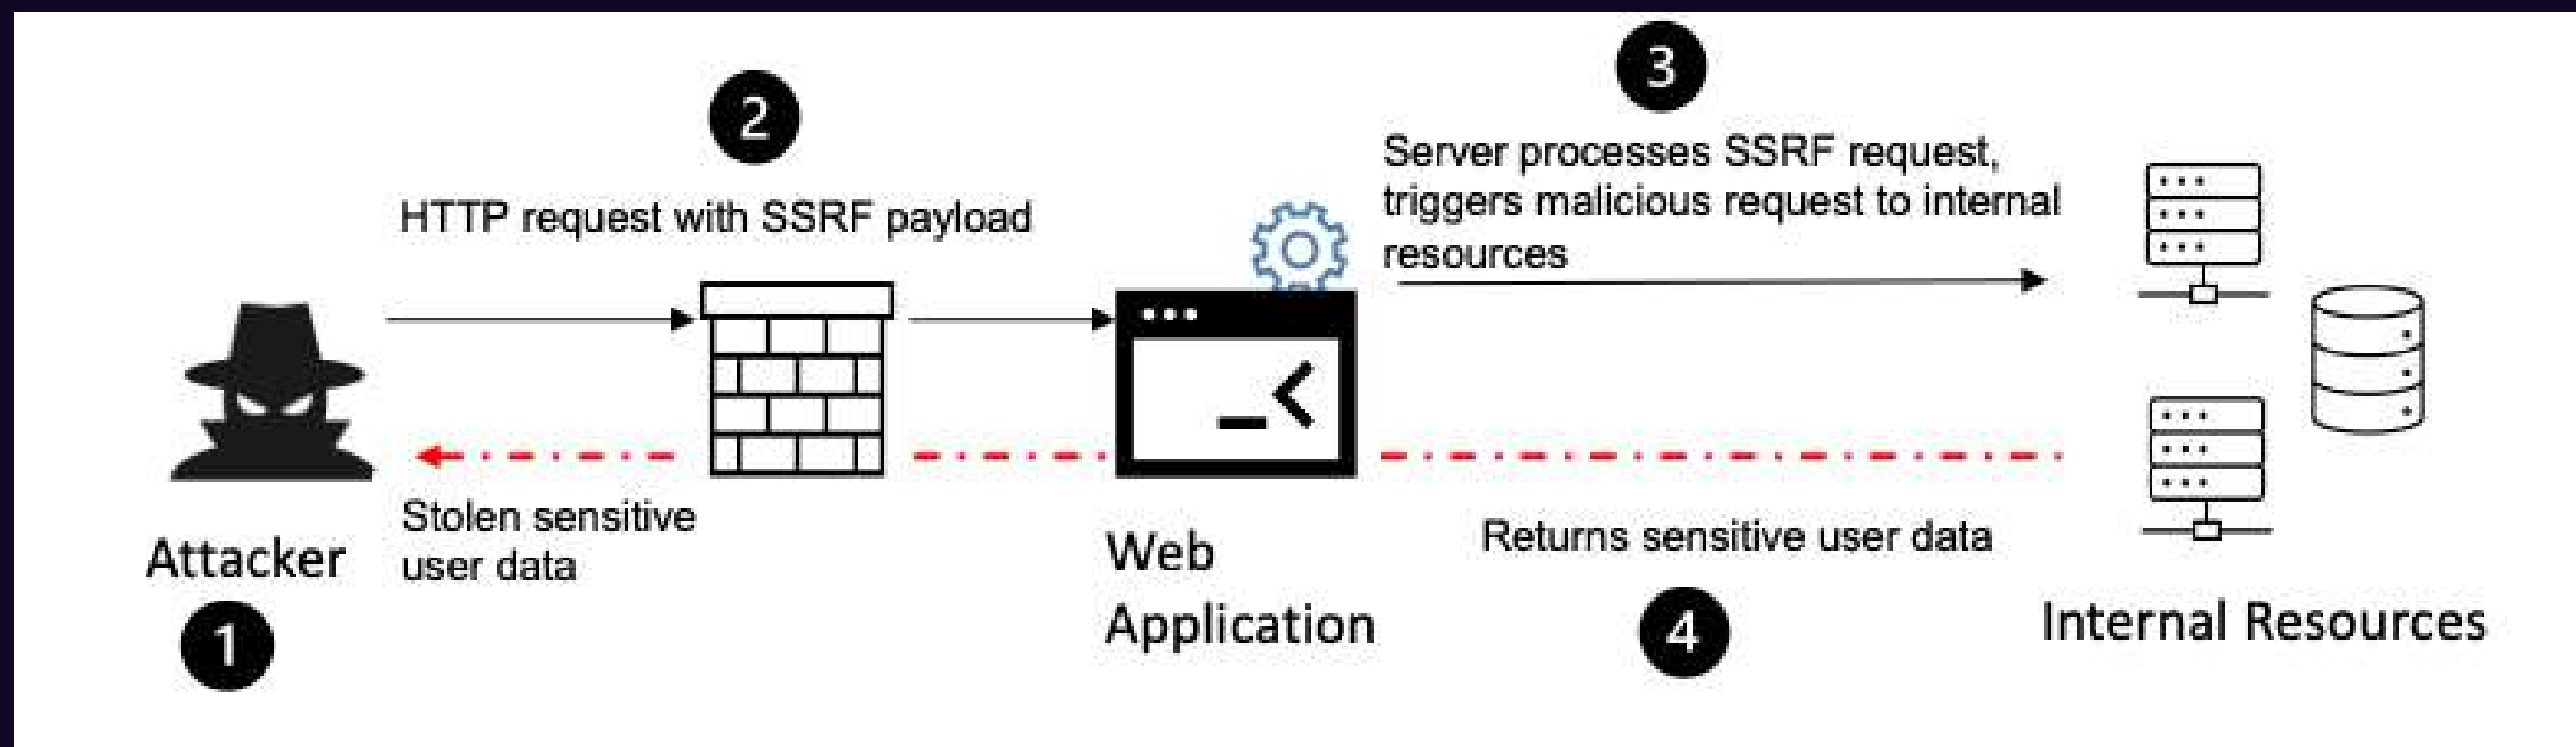 3
2
Server processes SSRF request,
triggers malicious request to internal
resources
HTTP request with SSRF payload
_<
Stolen sensitive
user data
Attacker
1
Web
Application
Returns sensitive user data
4
Internal Resources